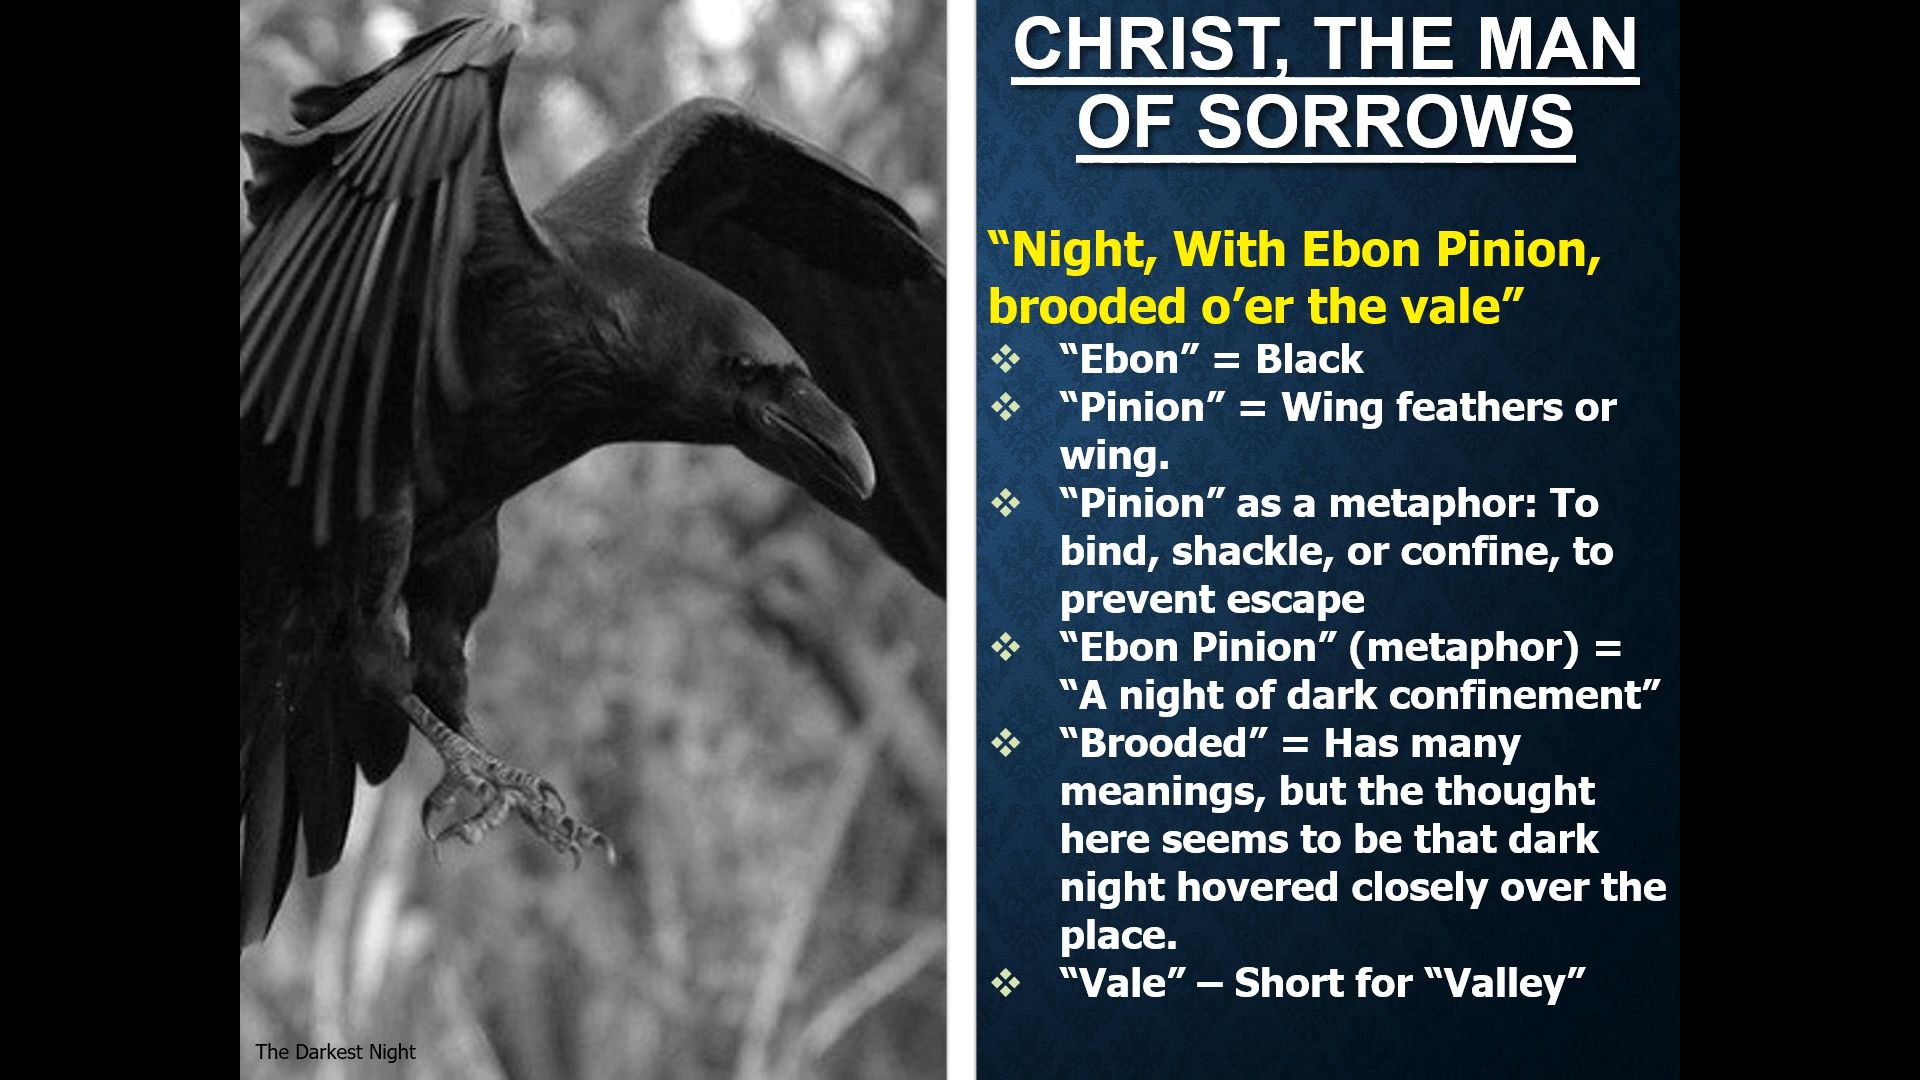 CHRIST, THE MAN
OF SORROWS
“Night, With Ebon Pinion,
brooded o’er the vale”
❖ “Ebon” = Black
❖ “Pinion” = Wing feathers or
wing.
❖ “Pinion” as a metaphor: To
bind, shackle, or confine, to
prevent escape
❖ “Ebon Pinion” (metaphor) =
“A night of dark confinement”
❖ “Brooded” = Has many
meanings, but the thought
here seems to be that dark
night hovered closely over the
place.
❖ “Vale” – Short for “Valley”
The Darkest Night